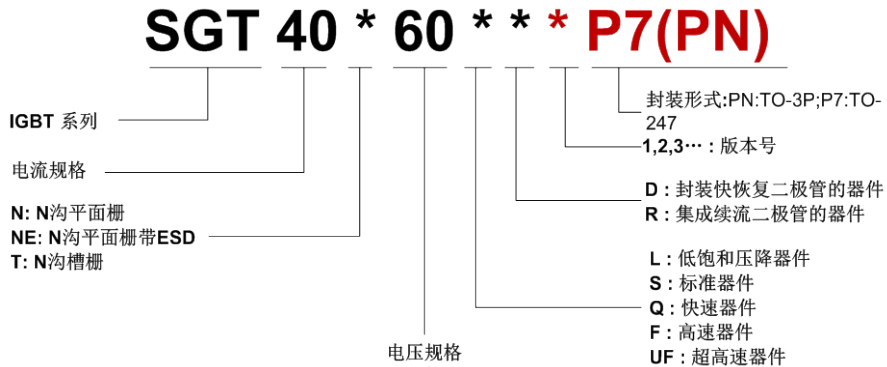 SGT 40 * 60 * * * P7(PN)
IGBT 系列
电流规格
N: N沟平面栅
NE: N沟平面栅带ESD
T: N沟槽栅
电压规格
封装形式:PN:TO-3P;P7:TO-
247
1,2,3…：版本号
D：封装快恢复二极管的器件
R：集成续流二极管的器件
L：低饱和压降器件
S：标准器件
Q：快速器件
F：高速器件
UF：超高速器件